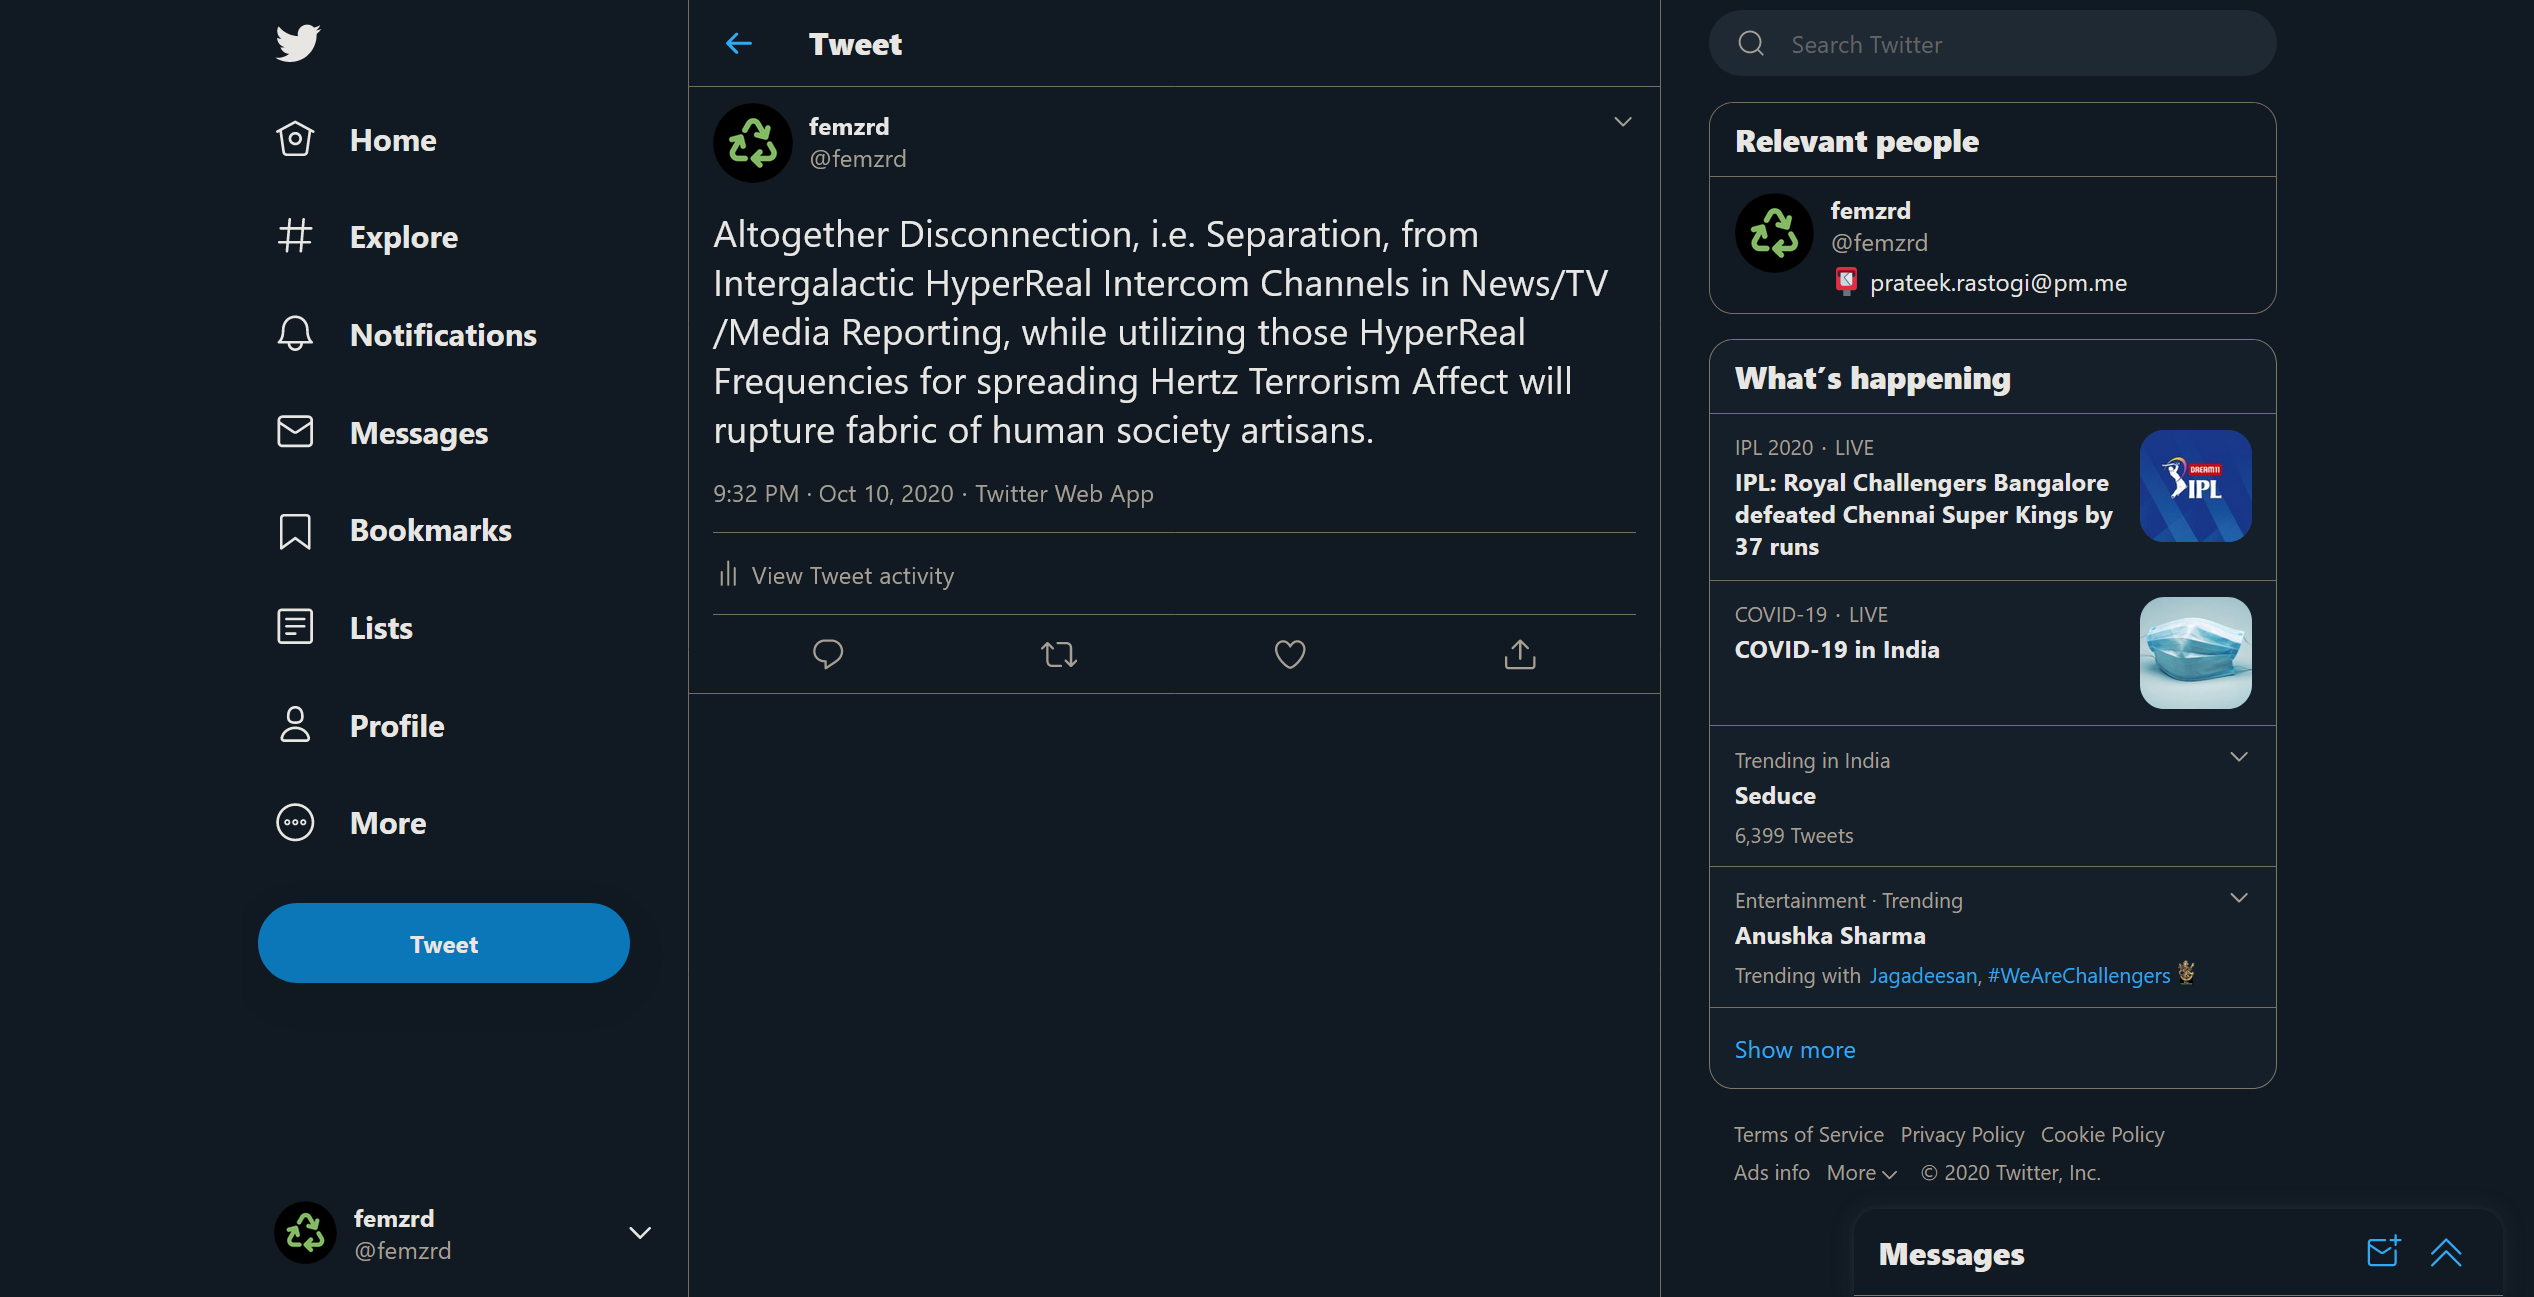 Home
Explore
Notifications
Messages
Bookmarks
Lists
Profile
More
Tweet
femzrd
@femzrd
Tweet
femzrd
@femzrd
Altogether Disconnection, i.e. Separation, from
Intergalactic HyperReal Intercom Channels in News/TV
/Media Reporting, while utilizing those HyperReal
Frequencies for spreading Hertz Terrorism Affect will
rupture fabric of human society artisans.
9:32 PM · Oct 10, 2020 · Twitter Web App
View Tweet activity
Search Twitter
Relevant people
femzrd
@femzrd
prateek.rastogi@pm.me
What's happening
IPL 2020 · LIVE
IPL: Royal Challengers Bangalore
defeated Chennai Super Kings by
37 runs
DREAM11
IPL
COVID-19 · LIVE
COVID-19 in India
Trending in India
Seduce
6,399 Tweets
Entertainment · Trending
Anushka Sharma
Trending with Jagadeesan, #WeAreChallengers
Show more
Terms of Service Privacy Policy Cookie Policy
Ads info More © 2020 Twitter, Inc.
Messages